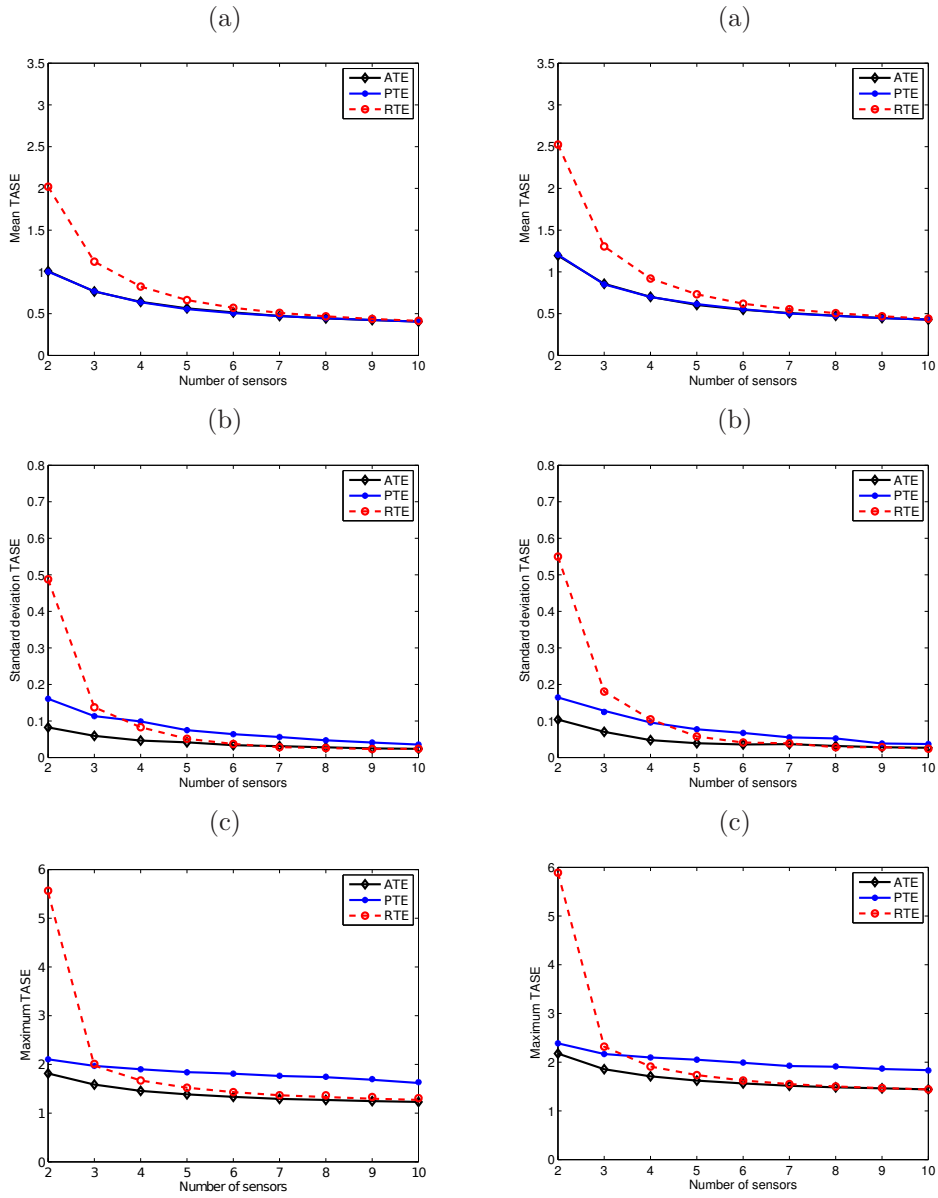 (a)
3.5
3
2.5
2
1.5
1
0.5
0
Mean TASE
2 3 4 5 6 7 8 9 10
Number of sensors
ATE
PTE
RTE
(a)
3.5
3
2.5
2
1.5
1
0.5
0
Mean TASE
2 3 4 5 6 7 8 9 10
Number of sensors
ATE
PTE
RTE
(b)
0.8
0.7
0.6
0.5
0.4
0.3
0.2
0.1
0
Standard deviation TASE
2 3 4 5 6 7 8 9 10
Number of sensors
ATE
PTE
RTE
(b)
0.8
0.7
0.6
0.5
0.4
0.3
0.2
0.1
0
Standard deviation TASE
2 3 4 5 6 7 8 9 10
Number of sensors
ATE
PTE
RTE
(c)
6
5
4
3
2
1
0
Maximum TASE
2 3 4 5 6 7 8 9 10
Number of sensors
ATE
PTE
RTE
(c)
6
5
4
3
2
1
0
Maximum TASE
2 3 4 5 6 7 8 9 10
Number of sensors
ATE
PTE
RTE